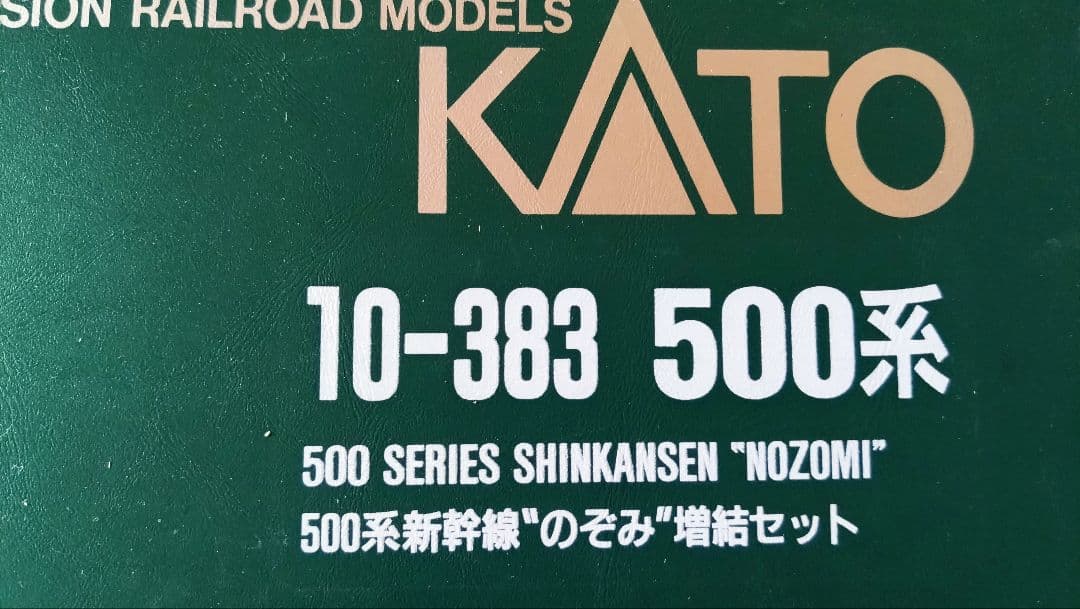 SION RAILROAD MODELS
KATO
10-383 500系
500 SERIES SHINKANSEN "NOZOMI"
500系新幹線"のぞみ"増結セット